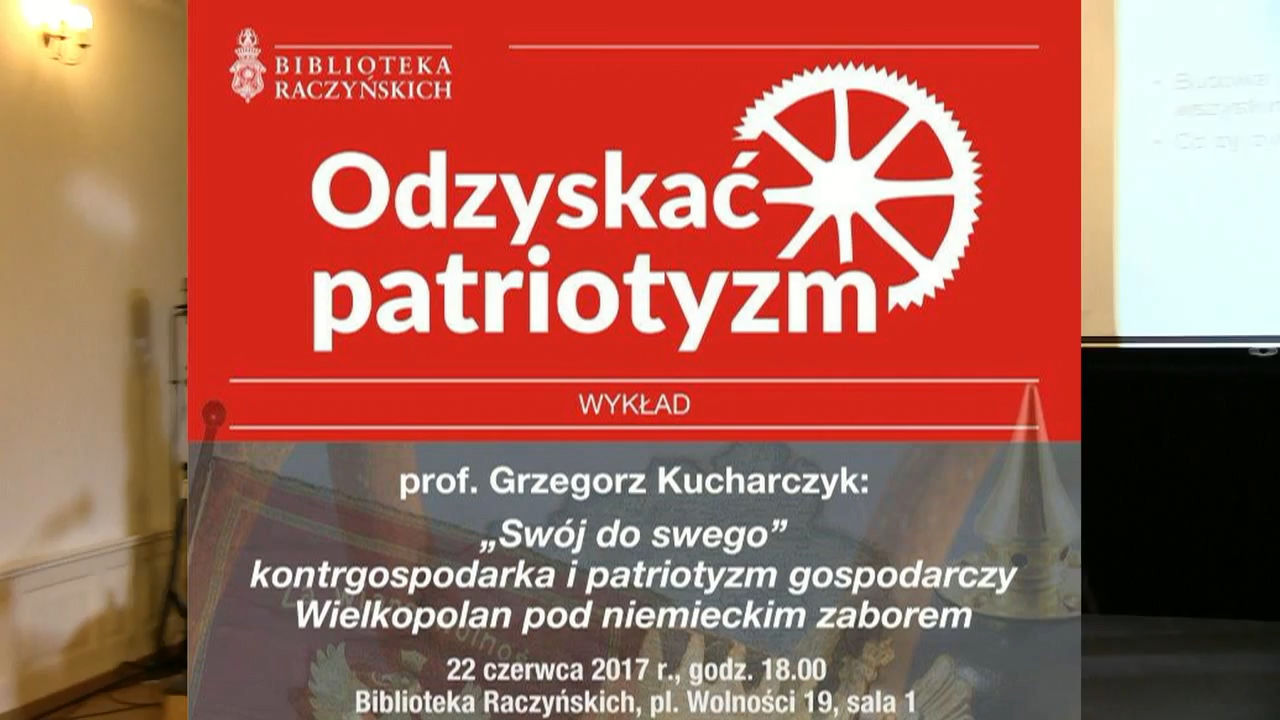 BIBLIOTEKA
RACZYŃSKICH
Odzyskać
patriotyzm
WYKŁAD
prof. Grzegorz Kucharczyk:
„Swój do swego”
kontrgospodarka i patriotyzm gospodarczy
Wielkopolan pod niemieckim zaborem
22 czerwca 2017 r., godz. 18.00
Biblioteka Raczyńskich, pl. Wolności 19, sala 1